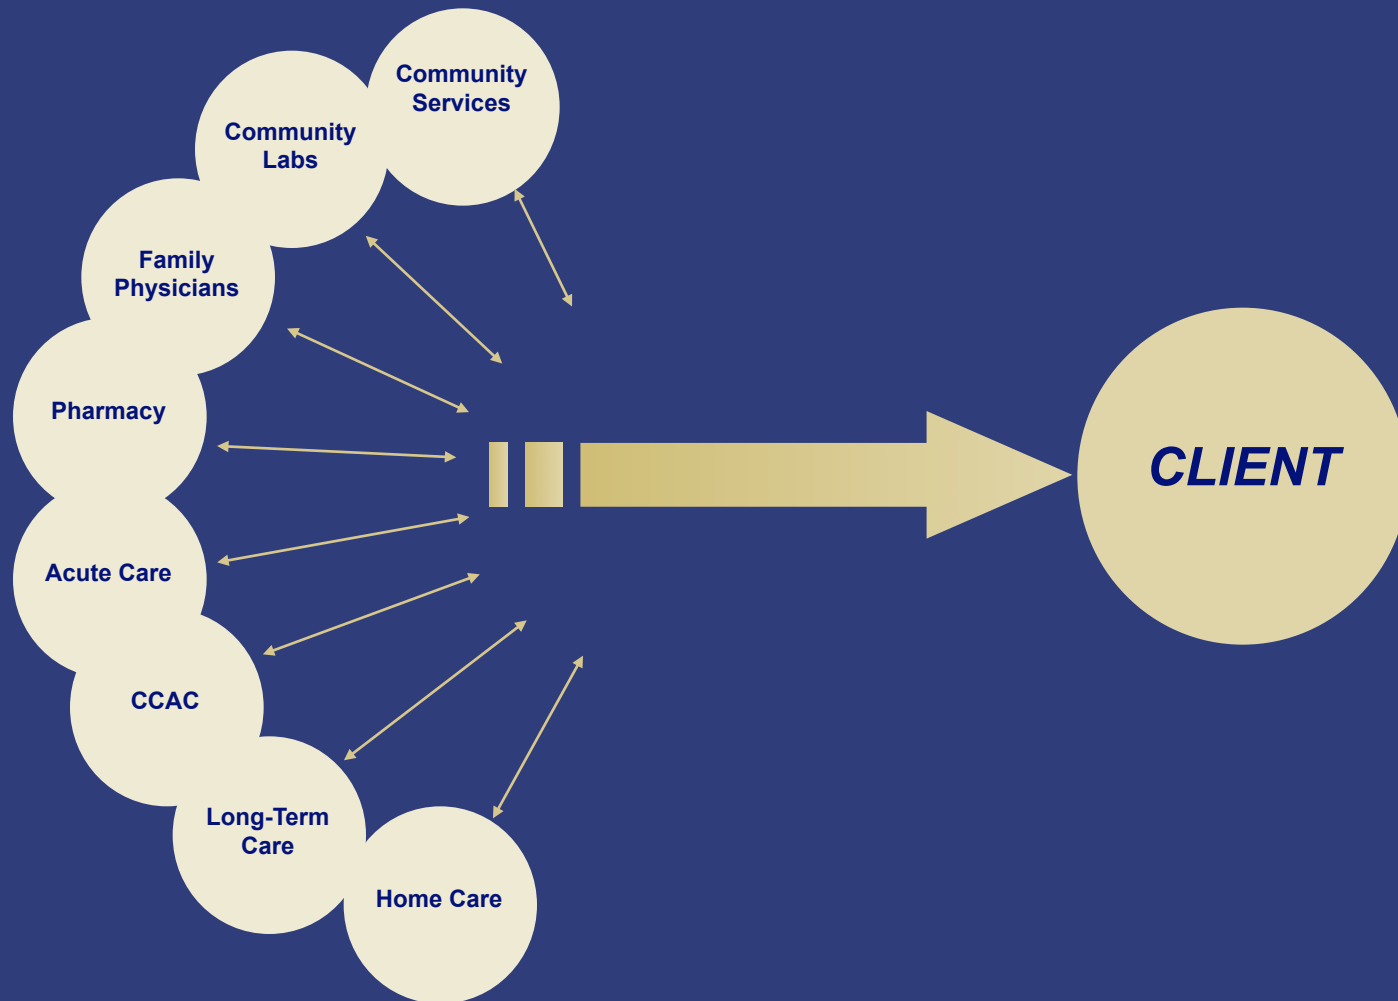 Community
Services
Community
Labs
Family
Physicians
Pharmacy
Acute Care
CCAC
Long-Term
Care
Home Care
CLIENT